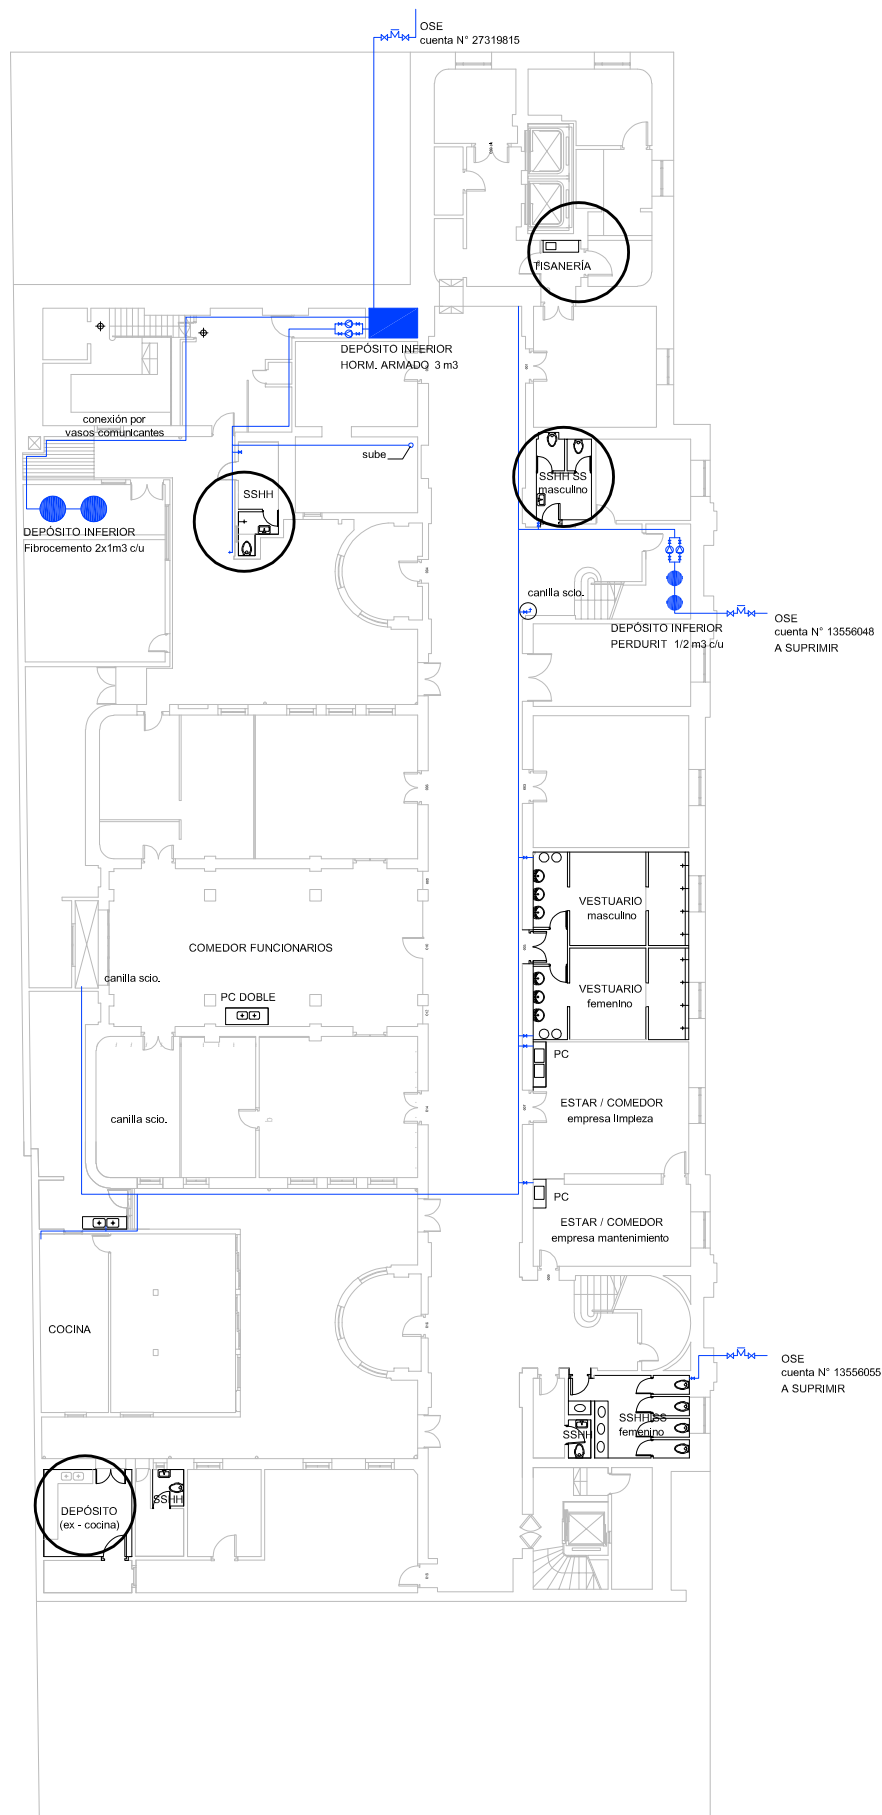 OSE
cuenta N° 27319815
TISANERÍA
DEPÓSITO INFERIOR
HORM. ARMADO 3 m3
conexión por
vasos comunicantes
sube
SSHH
SSHH SS
masculino
DEPÓSITO INFERIOR
Fibrocemento 2x1m3 c/u
canilla scio.
OSE
cuenta N° 13556048
A SUPRIMIR
DEPÓSITO INFERIOR
PERDURIT 1/2 m3 c/u
VESTUARIO
masculino
COMEDOR FUNCIONARIOS
canilla scio.
PC DOBLE
VESTUARIO
femenino
PC
ESTAR / COMEDOR
empresa limpieza
canilla scio.
PC
ESTAR / COMEDOR
empresa mantenimiento
COCINA
OSE
cuenta N° 13556055
A SUPRIMIR
SSHH SS
femenino
SSHH
SSHH
DEPÓSITO
(ex - cocina)